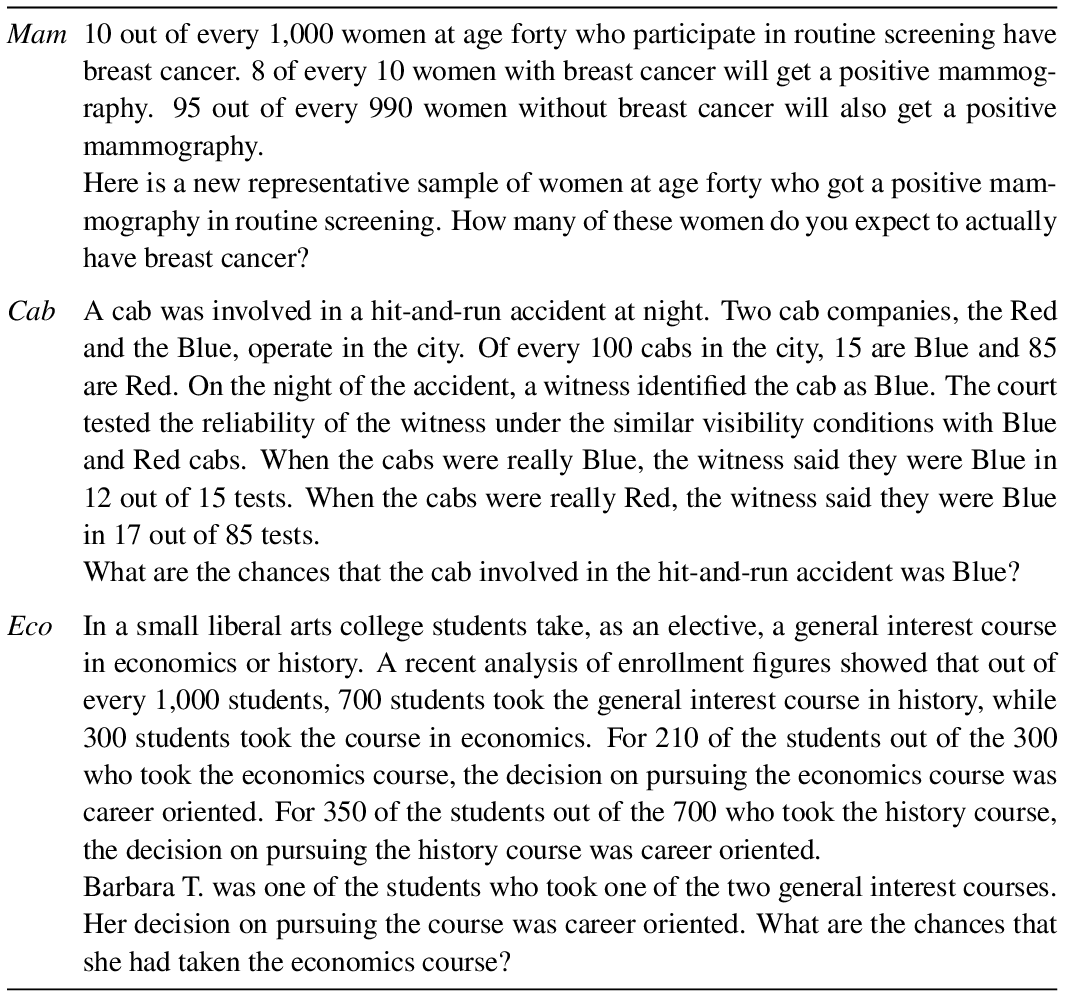 Mam 10 out of every 1,000 women at age forty who participate in routine screening have
breast cancer. 8 of every 10 women with breast cancer will get a positive mammog-
raphy. 95 out of every 990 women without breast cancer will also get a positive
mammography.
Here is a new representative sample of women at age forty who got a positive mam-
mography in routine screening. How many of these women do you expect to actually
have breast cancer?
Cab A cab was involved in a hit-and-run accident at night. Two cab companies, the Red
and the Blue, operate in the city. Of every 100 cabs in the city, 15 are Blue and 85
are Red. On the night of the accident, a witness identified the cab as Blue. The court
tested the reliability of the witness under the similar visibility conditions with Blue
and Red cabs. When the cabs were really Blue, the witness said they were Blue in
12 out of 15 tests. When the cabs were really Red, the witness said they were Blue
in 17 out of 85 tests.
What are the chances that the cab involved in the hit-and-run accident was Blue?
Eco In a small liberal arts college students take, as an elective, a general interest course
in economics or history. A recent analysis of enrollment figures showed that out of
every 1,000 students, 700 students took the general interest course in history, while
300 students took the course in economics. For 210 of the students out of the 300
who took the economics course, the decision on pursuing the economics course was
career oriented. For 350 of the students out of the 700 who took the history course,
the decision on pursuing the history course was career oriented.
Barbara T. was one of the students who took one of the two general interest courses.
Her decision on pursuing the course was career oriented. What are the chances that
she had taken the economics course?